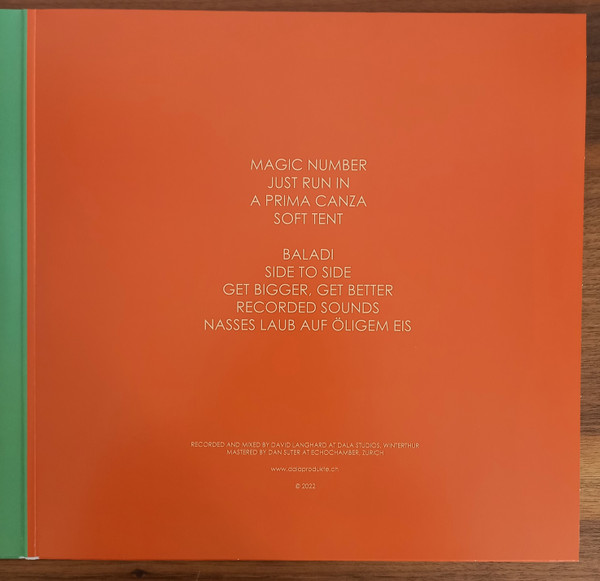 MAGIC NUMBER
JUST RUN IN
A PRIMA CANZA
SOFT TENT
BALADI
SIDE TO SIDE
GET BIGGER, GET BETTER
RECORDED SOUNDS
NASSES LAUB AUF ÖLIGEM EIS
RECORDED AND MIXED BY DAVID LANGHARD AT DALA STUDIOS, WINTERTHUR
MASTERED BY DAN SUTER AT ECHOCHAMBER, ZURICH
www.dalaprodukte.ch
© 2022